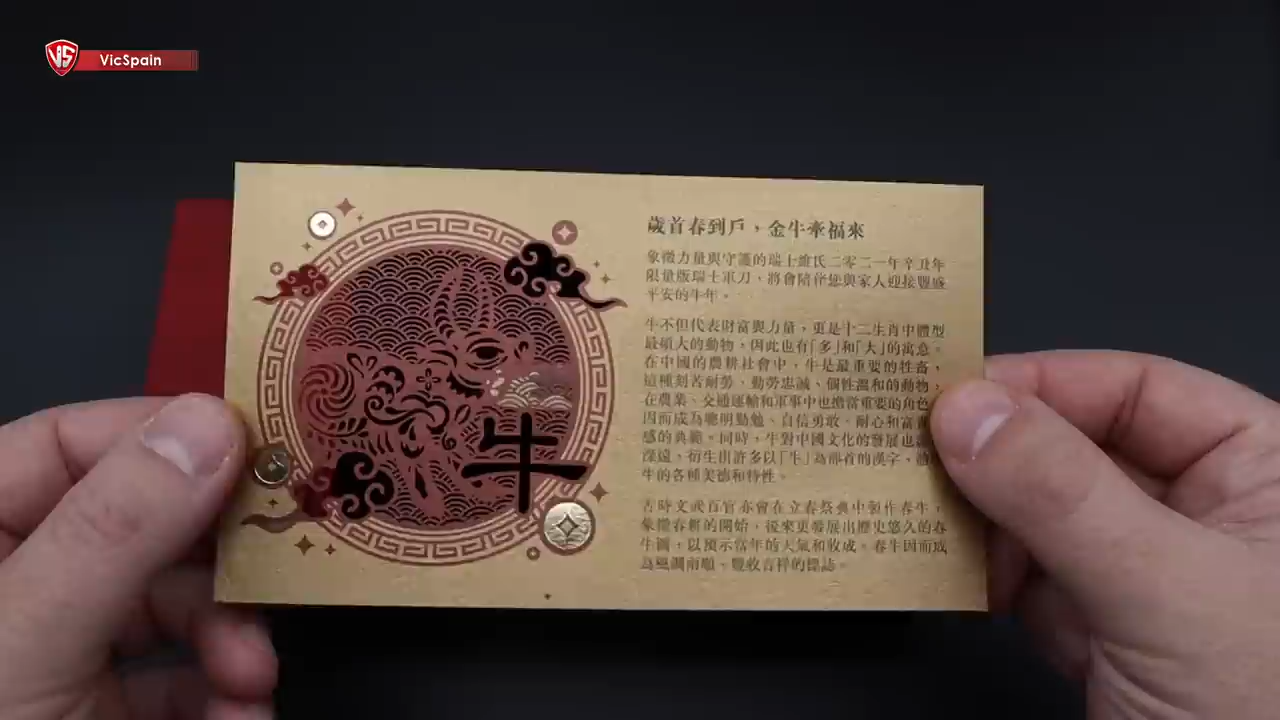 VS
VicSpain
歲首春到戶，金牛牽福來
象徵力量與守護的瑞士維氏二零二一年辛丑年
限量版瑞士軍刀，將會陪伴您與家人迎接豐盛
平安的牛年。
牛不但代表財富與力量，更是十二生肖中體型
最碩大的動物，因此也有「多」和「大」的寓意。
在中國的農耕社會中，牛是最重要的牲畜，
這種刻苦耐勞、勤勞忠誠、個性溫和的動物，
在農業、交通運輸和軍事中也擔當重要的角色
因而成為聰明勤勉、自信勇敢、耐心和富
感的典範。同時，牛對中國文化的發展也
深遠，衍生出許多以「牛」為部首的漢字，
牛的各種美德和特性。
古時文武百官亦會在立春祭典中製作春牛，
象徵春耕的開始，後來更發展出歷史悠久的春
牛圖，以預示當年的天氣和收成。春牛因而成
為風調雨順、豐收吉祥的標誌。
牛